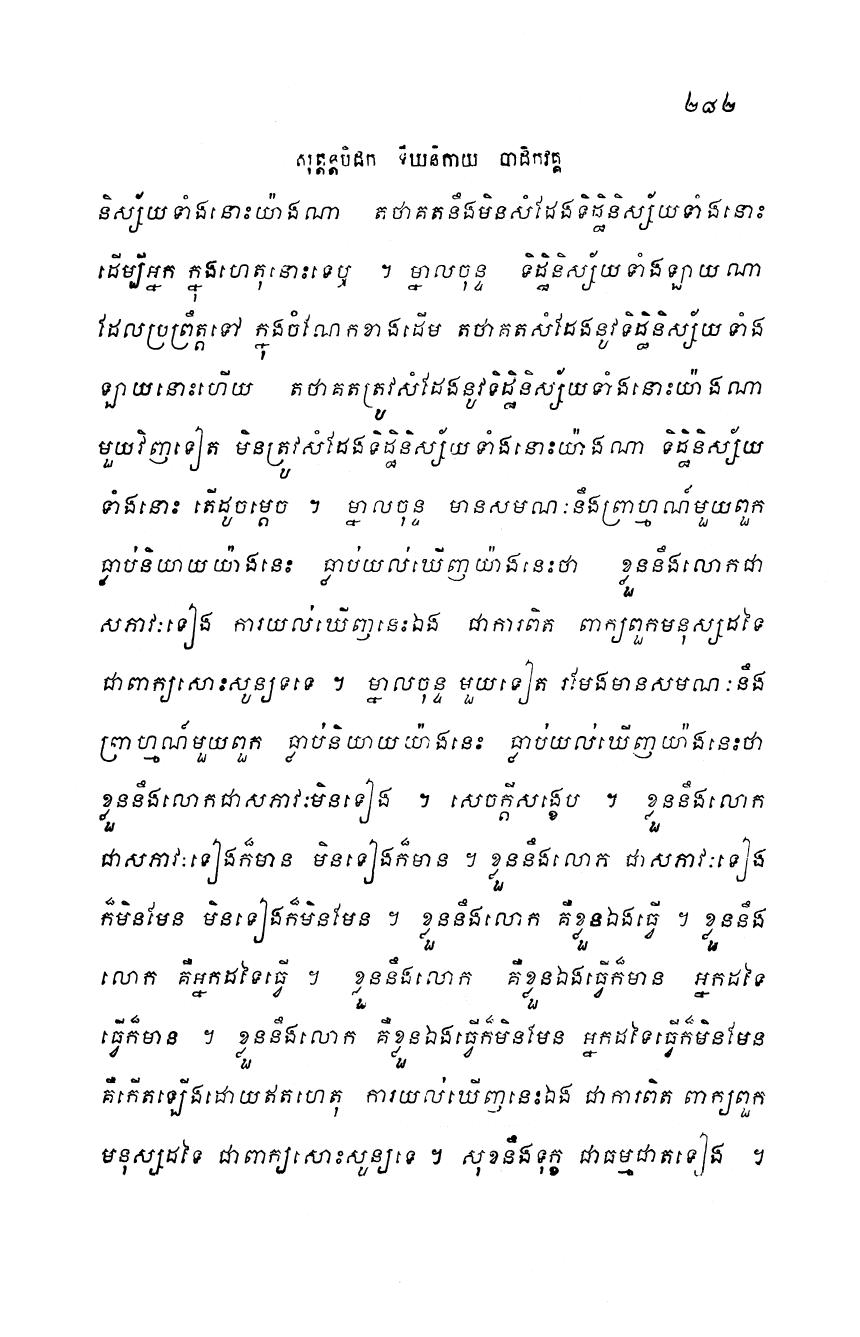 ២៨២
សុត្តន្តបិដក ទីឃនិកាយ បាដិកវគ្គ
និស្ស័យទាំងនោះយ៉ាងណា តថាគតនឹងមិនសំដែងទិដ្ឋិនិស្ស័យទាំងនោះ
ដើម្បីអ្នក ក្នុងហេតុនោះទេឬ ។ ម្នាលចុន្ទ ទិដ្ឋិនិស្ស័យទាំងឡាយណា
ដែលប្រព្រឹត្តទៅ ក្នុងចំណែកខាងដើម តថាគតសំដែងនូវទិដ្ឋិនិស្ស័យទាំង
ឡាយនោះហើយ តថាគតត្រូវសំដែងនូវទិដ្ឋិនិស្ស័យទាំងនោះយ៉ាងណា
មួយវិញទៀត មិនត្រូវសំដែងទិដ្ឋិនិស្ស័យទាំងនោះយ៉ាងណា ទិដ្ឋិនិស្ស័យ
ទាំងនោះ តើដូចម្តេច ។ ម្នាលចុន្ទ មានសមណៈនឹងព្រាហ្មណ៍មួយពួក
ធ្លាប់និយាយយ៉ាងនេះ ធ្លាប់យល់ឃើញយ៉ាងនេះថា ខ្លួននឹងលោកជា
សភាវៈទៀង ការយល់ឃើញនេះឯង ជាការពិត ពាក្យពួកមនុស្សដទៃ
ជាពាក្យសោះសូន្យទទេ ។ ម្នាលចុន្ទ មួយទៀត រមែងមានសមណៈនឹង
ព្រាហ្មណ៍មួយពួក ធ្លាប់និយាយយ៉ាងនេះ ធ្លាប់យល់ឃើញយ៉ាងនេះថា
ខ្លួននឹងលោកជាសភាវៈមិនទៀង ។ សេចក្តីសង្ខេប ។ ខ្លួននឹងលោក
ជាសភាវៈទៀងក៏មាន មិនទៀងក៏មាន ។ ខ្លួននឹងលោក ជាសភាវៈទៀង
ក៏មិនមែន មិនទៀងក៏មិនមែន ។ ខ្លួននឹងលោក គឺខ្លួនឯងធ្វើ ។ ខ្លួននឹង
លោក គឺអ្នកដទៃធ្វើ ។ ខ្លួននឹងលោក គឺខ្លួនឯងធ្វើក៏មាន អ្នកដទៃ
ធ្វើក៏មាន ។ ខ្លួននឹងលោក គឺខ្លួនឯងធ្វើក៏មិនមែន អ្នកដទៃធ្វើក៏មិនមែន
គឺកើតឡើងដោយឥតហេតុ ការយល់ឃើញនេះឯង ជាការពិត ពាក្យពួក
មនុស្សដទៃ ជាពាក្យសោះសូន្យទេ ។ សុខនឹងទុក្ខ ជាធម្មជាតទៀង ។